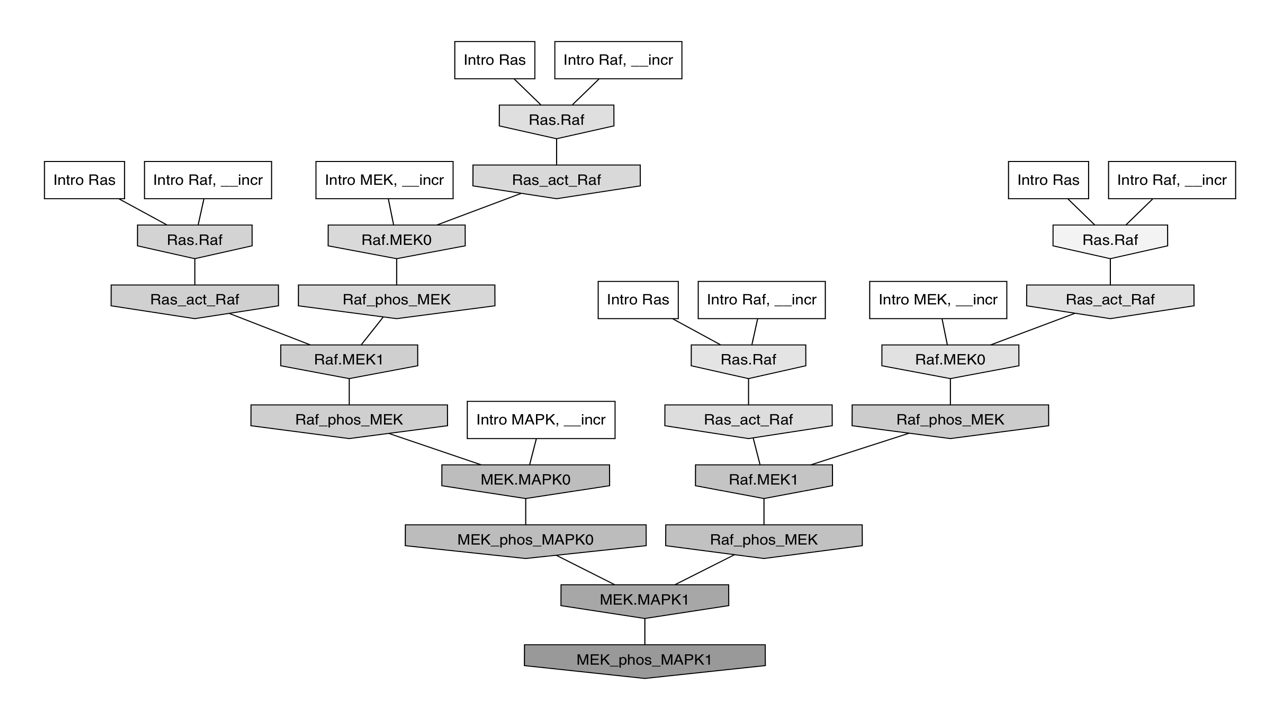 Intro Ras
Intro Raf, __incr
Ras.Raf
Intro Ras
Intro Raf, __incr
Intro MEK, __incr
Ras_act_Raf
Intro Ras
Intro Raf, __incr
Ras.Raf
Raf.MEK0
Ras.Raf
Ras_act_Raf
Raf_phos_MEK
Intro Ras
Intro Raf, __incr
Intro MEK, __incr
Ras_act_Raf
Raf.MEK1
Ras.Raf
Raf.MEK0
Raf_phos_MEK
Intro MAPK, __incr
Ras_act_Raf
Raf_phos_MEK
MEK.MAPK0
Raf.MEK1
MEK_phos_MAPK0
Raf_phos_MEK
MEK.MAPK1
MEK_phos_MAPK1